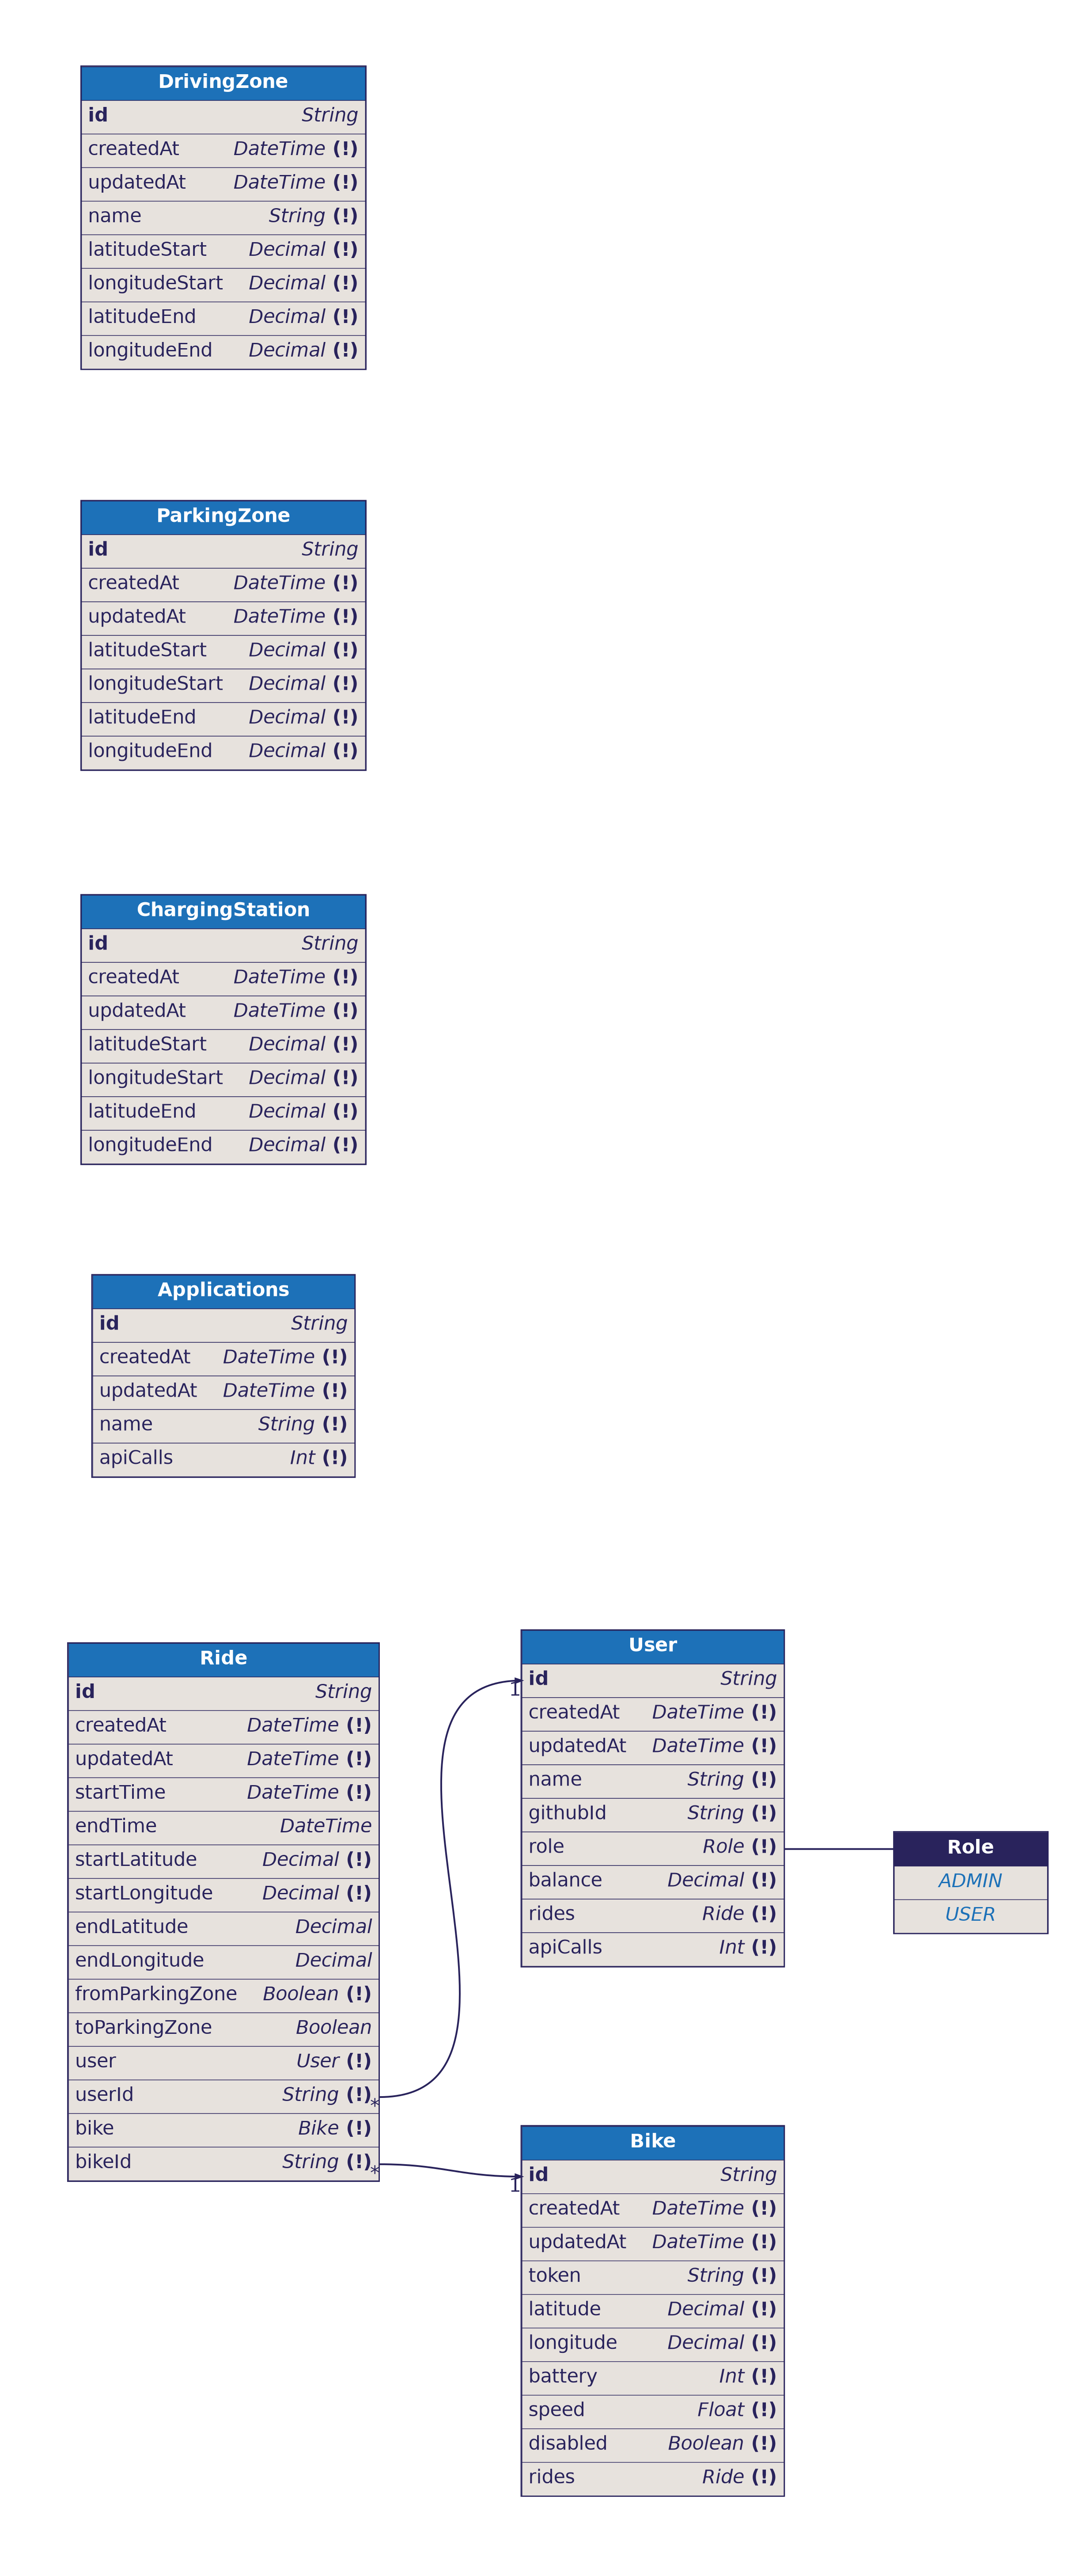 DrivingZone
id String
createdAt DateTime (!)
updatedAt DateTime (!)
name String (!)
latitudeStart Decimal (!)
longitudeStart Decimal (!)
latitudeEnd Decimal (!)
longitudeEnd Decimal (!)
ParkingZone
id String
createdAt DateTime (!)
updatedAt DateTime (!)
latitudeStart Decimal (!)
longitudeStart Decimal (!)
latitudeEnd Decimal (!)
longitudeEnd Decimal (!)
ChargingStation
id String
createdAt DateTime (!)
updatedAt DateTime (!)
latitudeStart Decimal (!)
longitudeStart Decimal (!)
latitudeEnd Decimal (!)
longitudeEnd Decimal (!)
Applications
id String
createdAt DateTime (!)
updatedAt DateTime (!)
name String (!)
apiCalls Int (!)
Ride
id String
createdAt DateTime (!)
updatedAt DateTime (!)
startTime DateTime (!)
endTime DateTime
startLatitude Decimal (!)
startLongitude Decimal (!)
endLatitude Decimal
endLongitude Decimal
fromParkingZone Boolean (!)
toParkingZone Boolean
user User (!)
userId String (!)
*
bike Bike (!)
bikeId String (!)
*
User
id String
1
createdAt DateTime (!)
updatedAt DateTime (!)
name String (!)
githubId String (!)
role Role (!)
balance Decimal (!)
rides Ride (!)
apiCalls Int (!)
Role
ADMIN
USER
Bike
id String
1
createdAt DateTime (!)
updatedAt DateTime (!)
token String (!)
latitude Decimal (!)
longitude Decimal (!)
battery Int (!)
speed Float (!)
disabled Boolean (!)
rides Ride (!)